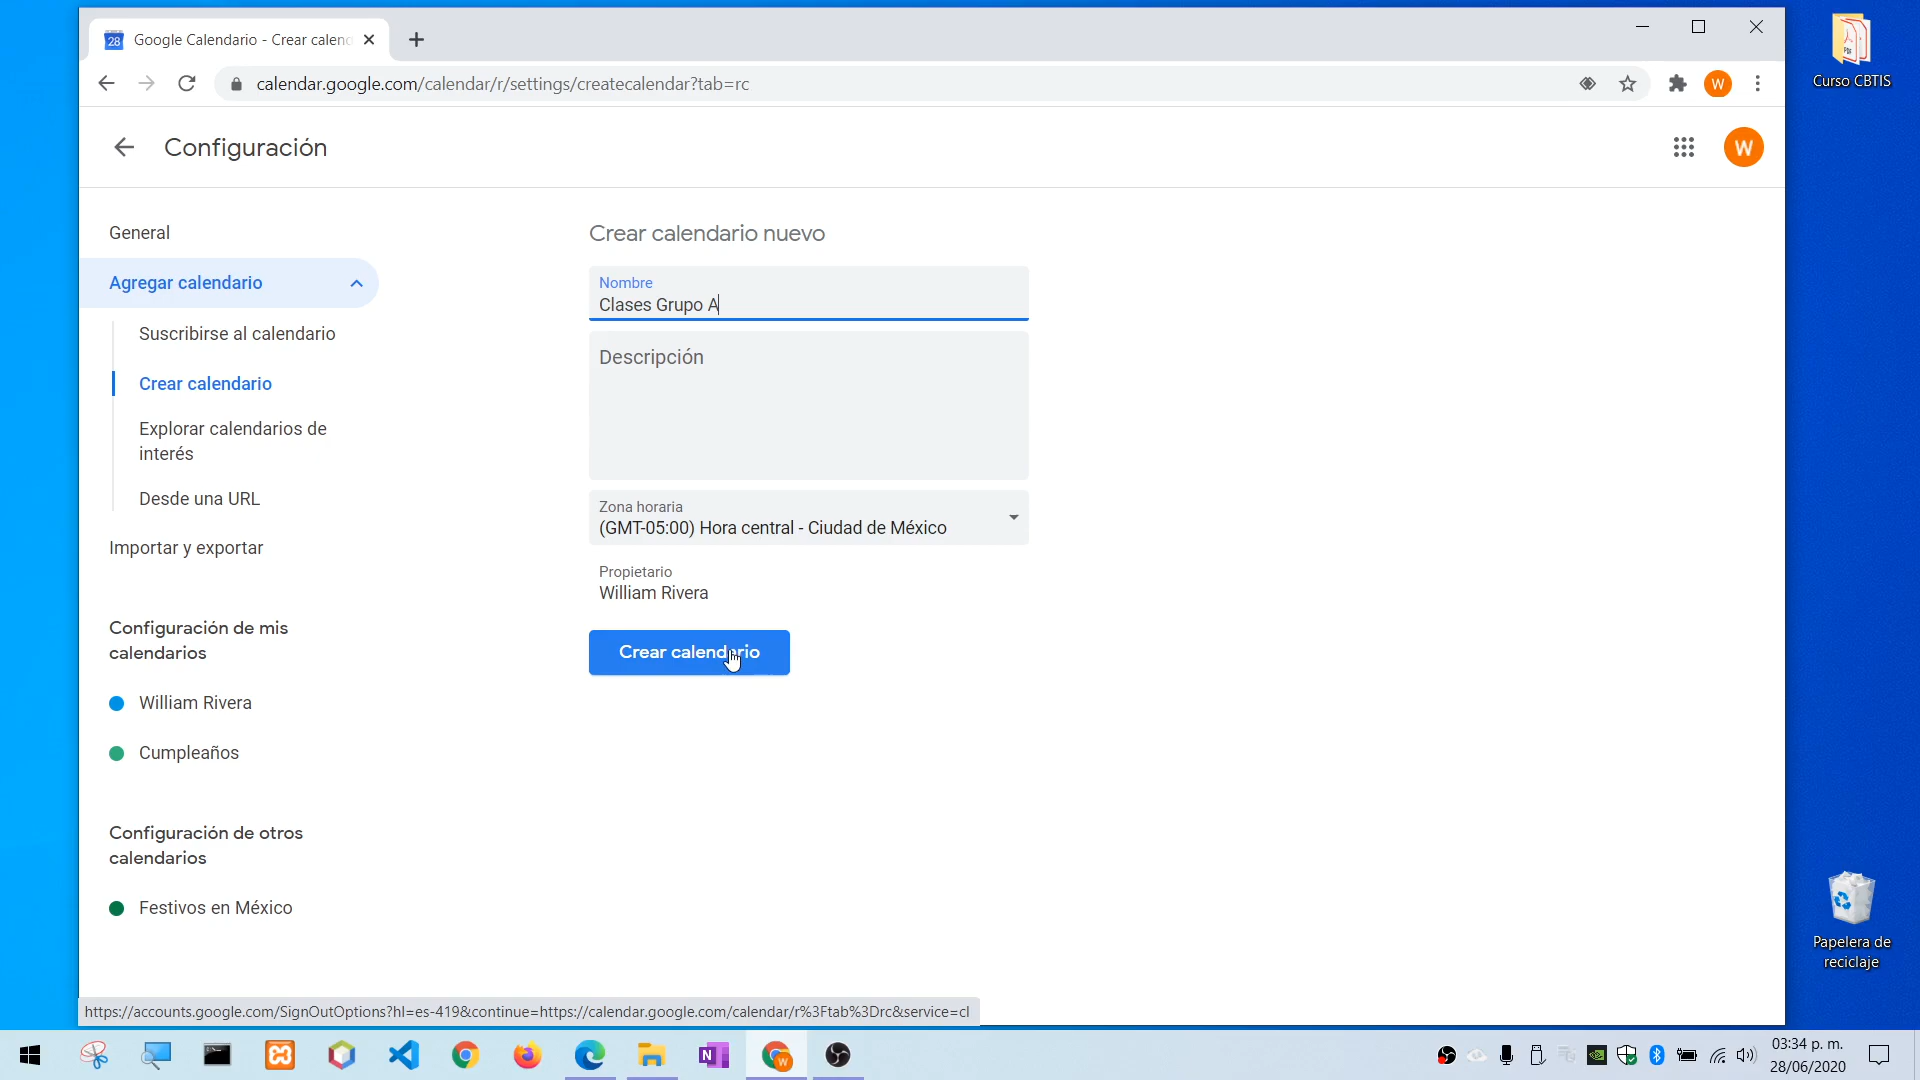 28
Google Calendario - Crear calend
calendar.google.com/calendar/r/settings/createcalendar?tab=rc
W
Curso CBTIS
Configuración
W
General
Agregar calendario
Suscribirse al calendario
Crear calendario
Explorar calendarios de
interés
Desde una URL
Importar y exportar
Configuración de mis
calendarios
William Rivera
Cumpleaños
Configuración de otros
calendarios
Festivos en México
Crear calendario nuevo
Nombre
Clases Grupo A
Descripción
Zona horaria
(GMT-05:00) Hora central - Ciudad de México
Propietario
William Rivera
Crear calendario
Papelera de
reciclaje
https://accounts.google.com/SignOutOptions?hl=es-419&continue=https://calendar.google.com/calendar/r%3Ftab%3Drc&service=cl
03:34 p. m.
28/06/2020